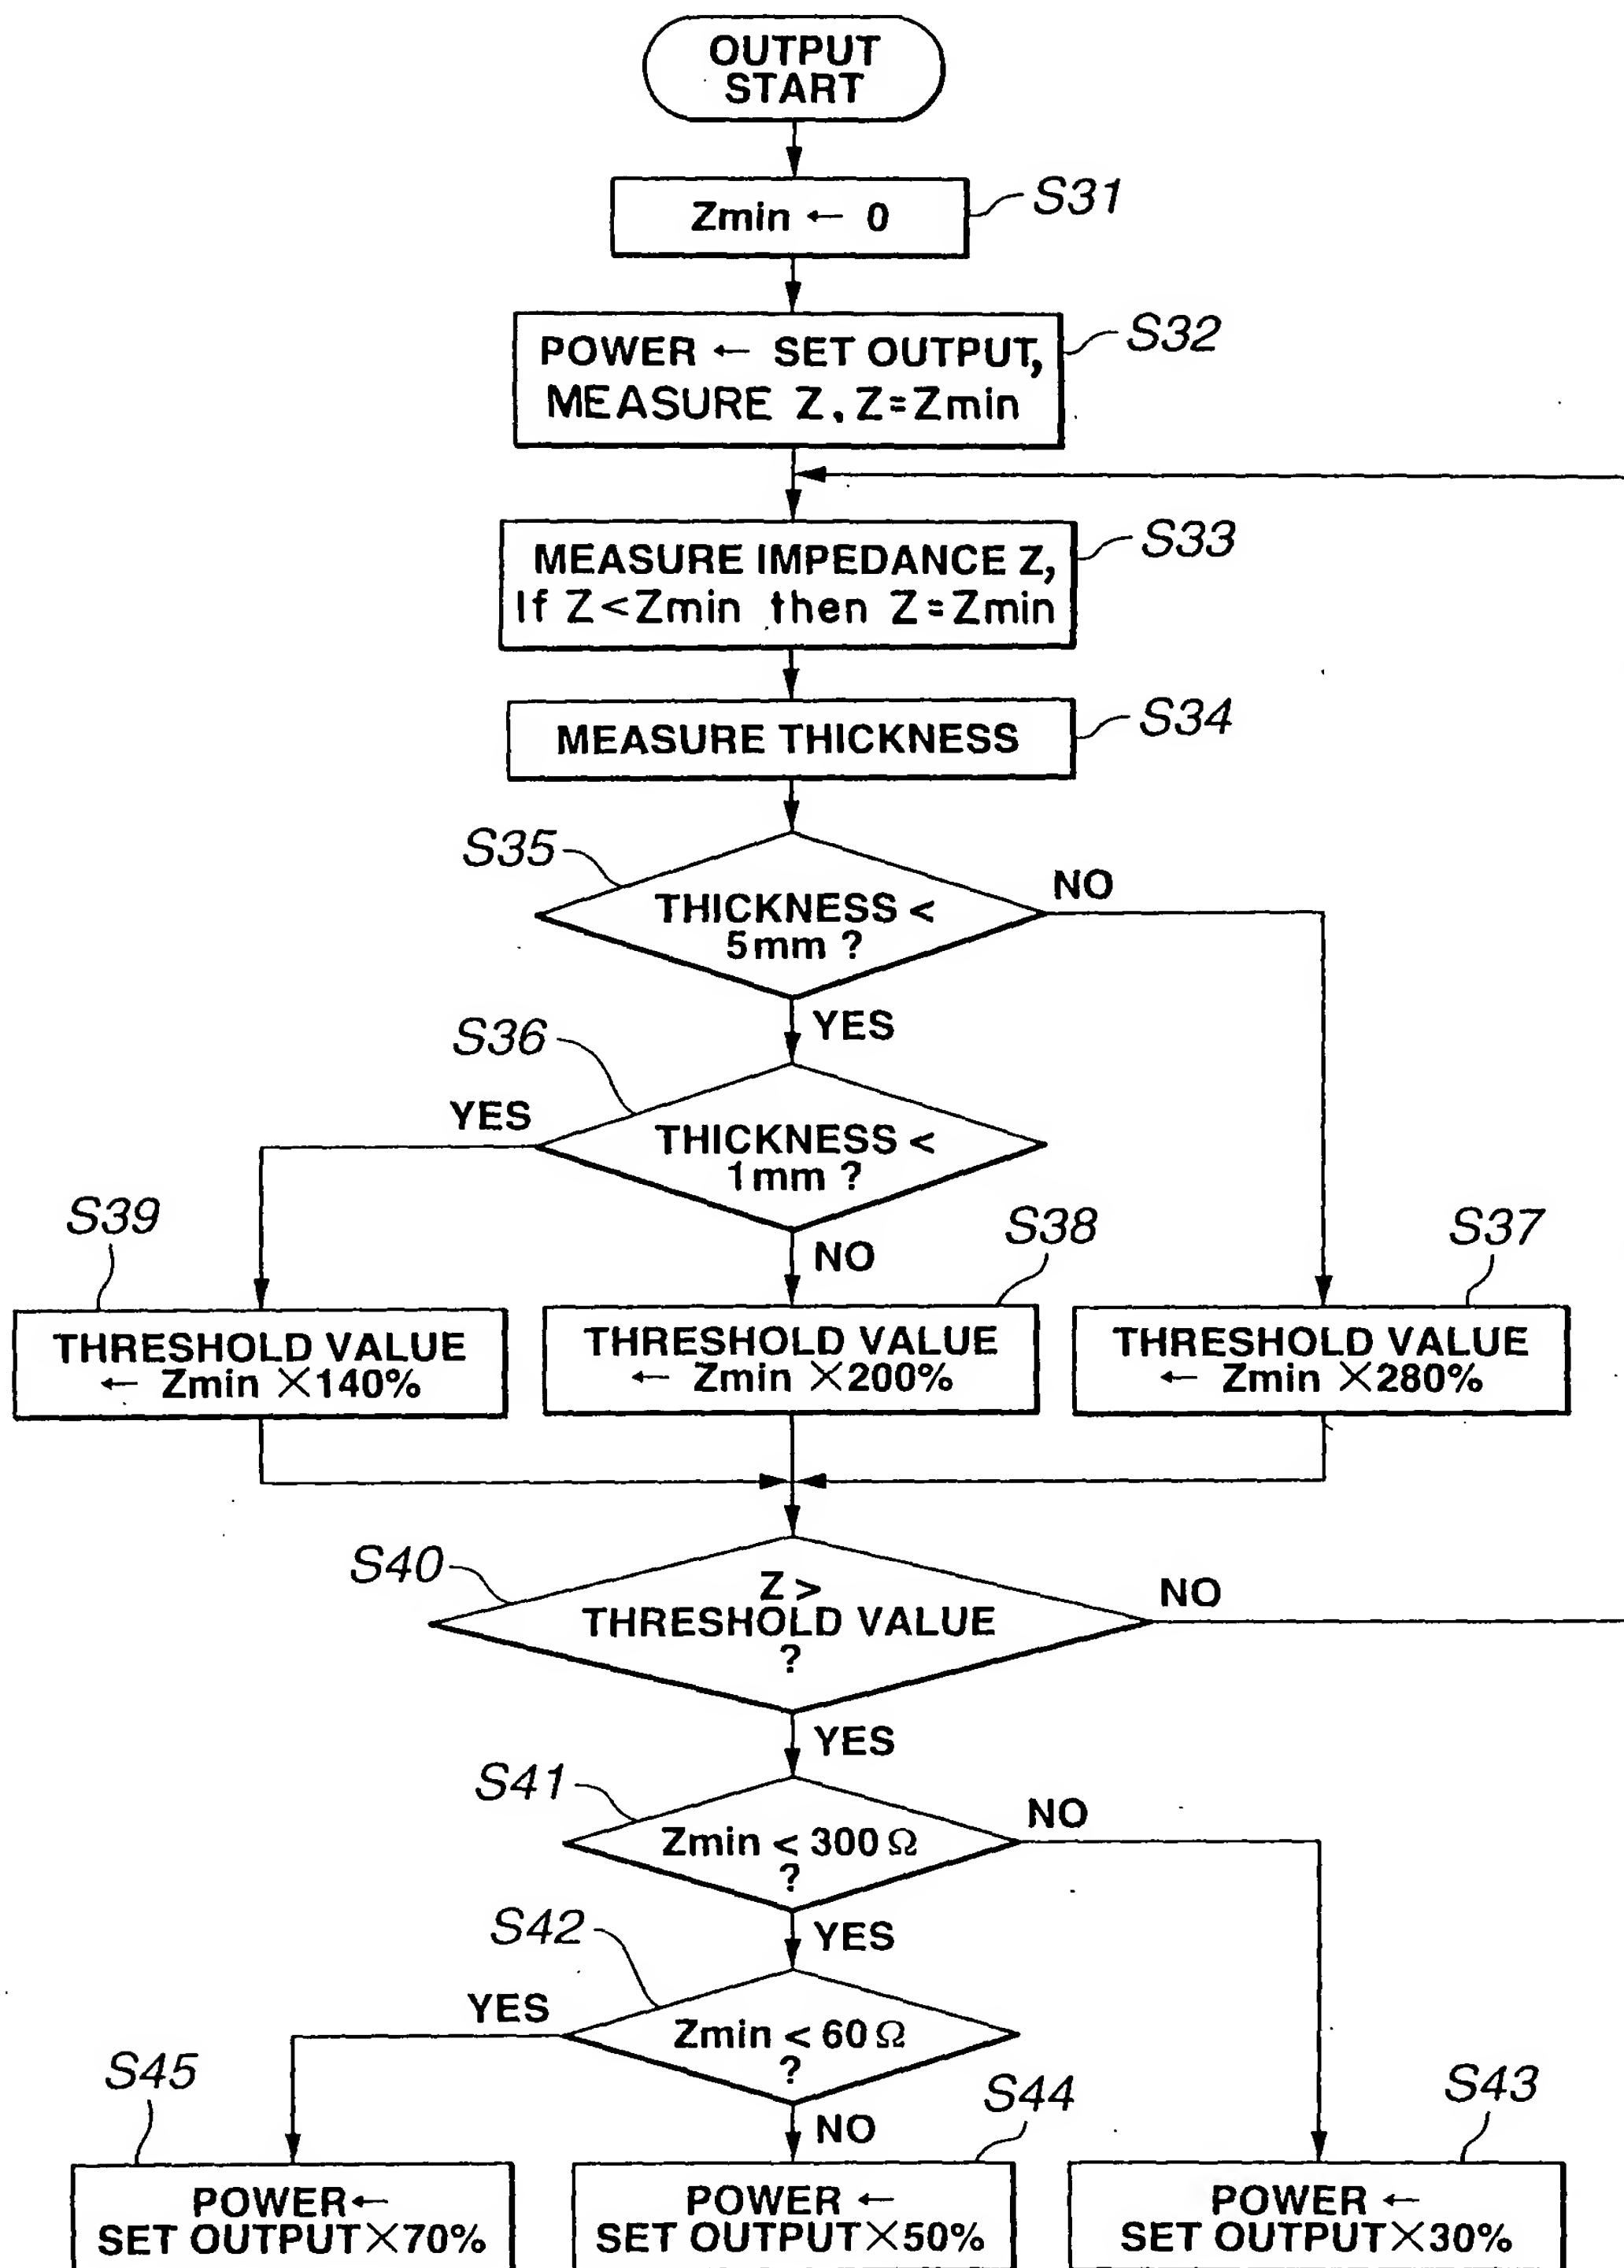 OUTPUT
START
Zmin ← 0
S31
POWER ← SET OUTPUT,
MEASURE Z, Z=Zmin
S32
MEASURE IMPEDANCE Z,
If Z<Zmin then Z=Zmin
S33
MEASURE THICKNESS
S34
S35
THICKNESS <
5mm ?
NO
YES
S36
YES
THICKNESS <
1mm ?
NO
S39
S38
S37
THRESHOLD VALUE
← Zmin ×140%
THRESHOLD VALUE
← Zmin ×200%
THRESHOLD VALUE
← Zmin ×280%
S40
Z >
THRESHOLD VALUE
?
NO
YES
S41
Zmin < 300Ω
?
NO
YES
S42
YES
Zmin < 60Ω
?
NO
S45
S44
S43
POWER←
SET OUTPUT×70%
POWER ←
SET OUTPUT×50%
POWER ←
SET OUTPUT×30%